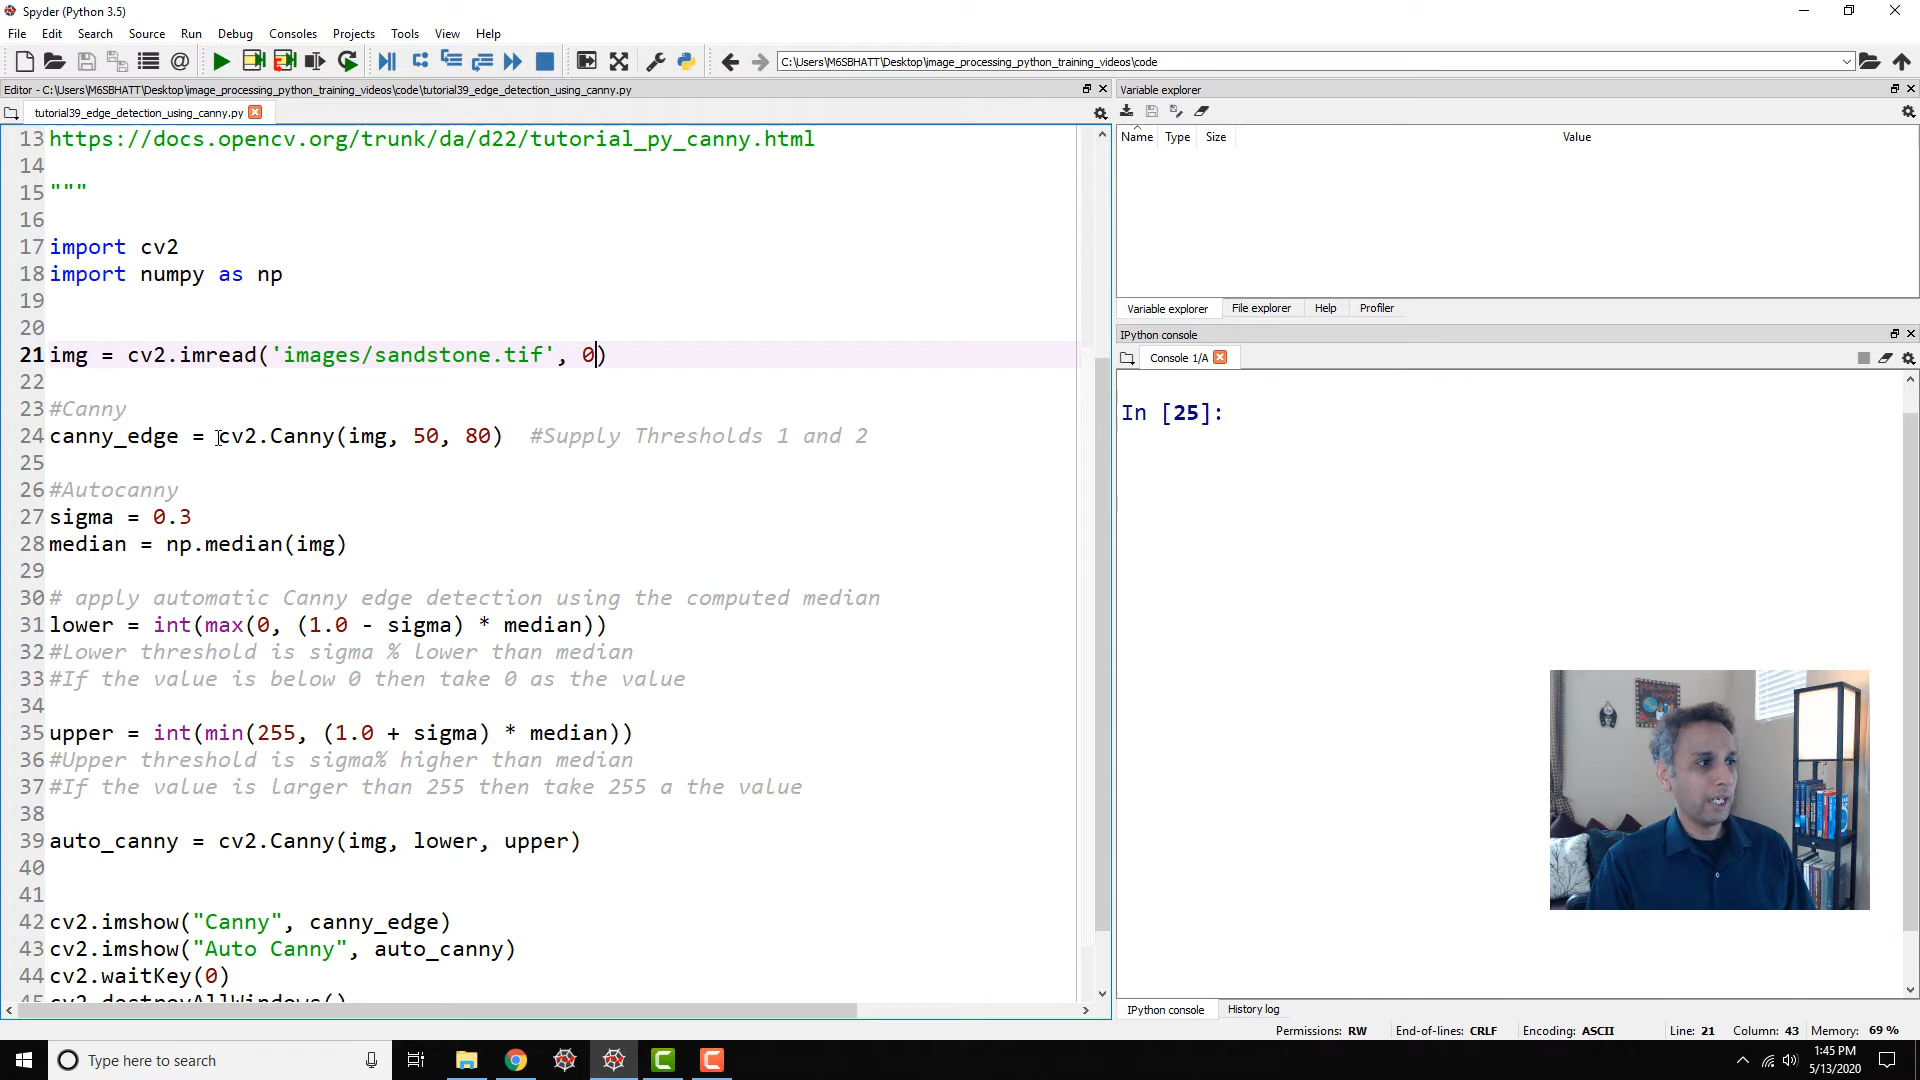 Spyder (Python 3.5)
File Edit Search Source Run Debug Consoles Projects Tools View Help
C:\Users\M6SBHATT\Desktop\image_processing_python_training_videos\code
Editor - C:\Users\M6SBHATT\Desktop\image_processing_python_training_videos\code\tutorial39_edge_detection_using_canny.py
tutorial39_edge_detection_using_canny.py
13 https://docs.opencv.org/trunk/da/d22/tutorial_py_canny.html
14
15 """
16
17 import cv2
18 import numpy as np
19
20
21 img = cv2.imread('images/sandstone.tif', 0)
22
23 #Canny
24 canny_edge = cv2.Canny(img, 50, 80)  #Supply Thresholds 1 and 2
25
26 #Autocanny
27 sigma = 0.3
28 median = np.median(img)
29
30 # apply automatic Canny edge detection using the computed median
31 lower = int(max(0, (1.0 - sigma) * median))
32 #Lower threshold is sigma % lower than median
33 #If the value is below 0 then take 0 as the value
34
35 upper = int(min(255, (1.0 + sigma) * median))
36 #Upper threshold is sigma% higher than median
37 #If the value is larger than 255 then take 255 a the value
38
39 auto_canny = cv2.Canny(img, lower, upper)
40
41
42 cv2.imshow("Canny", canny_edge)
43 cv2.imshow("Auto Canny", auto_canny)
44 cv2.waitKey(0)
45 cv2.destroyAllWindows()
Variable explorer
Name Type Size Value
Variable explorer File explorer Help Profiler
IPython console
Console 1/A
In [25]:
IPython console History log
Permissions: RW End-of-lines: CRLF Encoding: ASCII Line: 21 Column: 43 Memory: 69 %
Type here to search
1:45 PM
5/13/2020